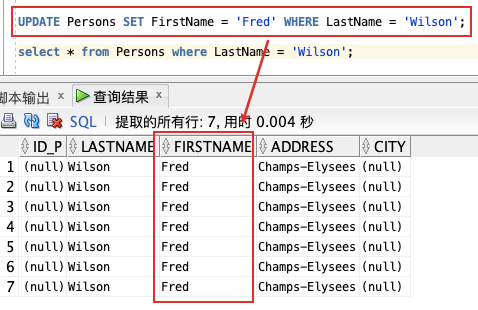 UPDATE Persons SET FirstName = 'Fred' WHERE LastName = 'Wilson';
select * from Persons where LastName = 'Wilson';
脚本输出 x 查询结果 x
SQL | 提取的所有行: 7, 用时 0.004 秒
ID_P LASTNAME FIRSTNAME ADDRESS CITY
1 (null) Wilson Fred Champs-Elysees (null)
2 (null) Wilson Fred Champs-Elysees (null)
3 (null) Wilson Fred Champs-Elysees (null)
4 (null) Wilson Fred Champs-Elysees (null)
5 (null) Wilson Fred Champs-Elysees (null)
6 (null) Wilson Fred Champs-Elysees (null)
7 (null) Wilson Fred Champs-Elysees (null)